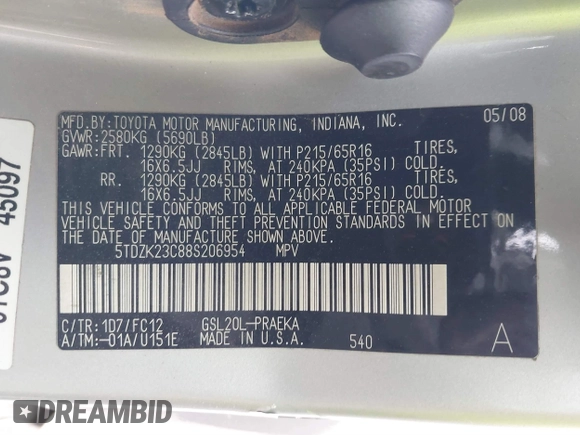 MFD.BY:TOYOTA MOTOR MANUFACTURING, INDIANA, INC. 05/08
GVWR:2580KG (5690LB)
GAWR:FRT. 1290KG (2845LB) WITH P215/65R16 TIRES,
16X6.5JJ RIMS, AT 240KPA (35PSI) COLD.
RR. 1290KG (2845LB) WITH P215/65R16 TIRES,
16X6.5JJ RIMS, AT 240KPA (35PSI) COLD.
THIS VEHICLE CONFORMS TO ALL APPLICABLE FEDERAL MOTOR
VEHICLE SAFETY AND THEFT PREVENTION STANDARDS IN EFFECT ON
THE DATE OF MANUFACTURE SHOWN ABOVE.
5TDZK23C88S206954 MPV
C/TR:1D7/FC12 GSL20L-PRAEKA
A/TM:-01A/U151E MADE IN U.S.A. 540 A
45097
DREAMBID